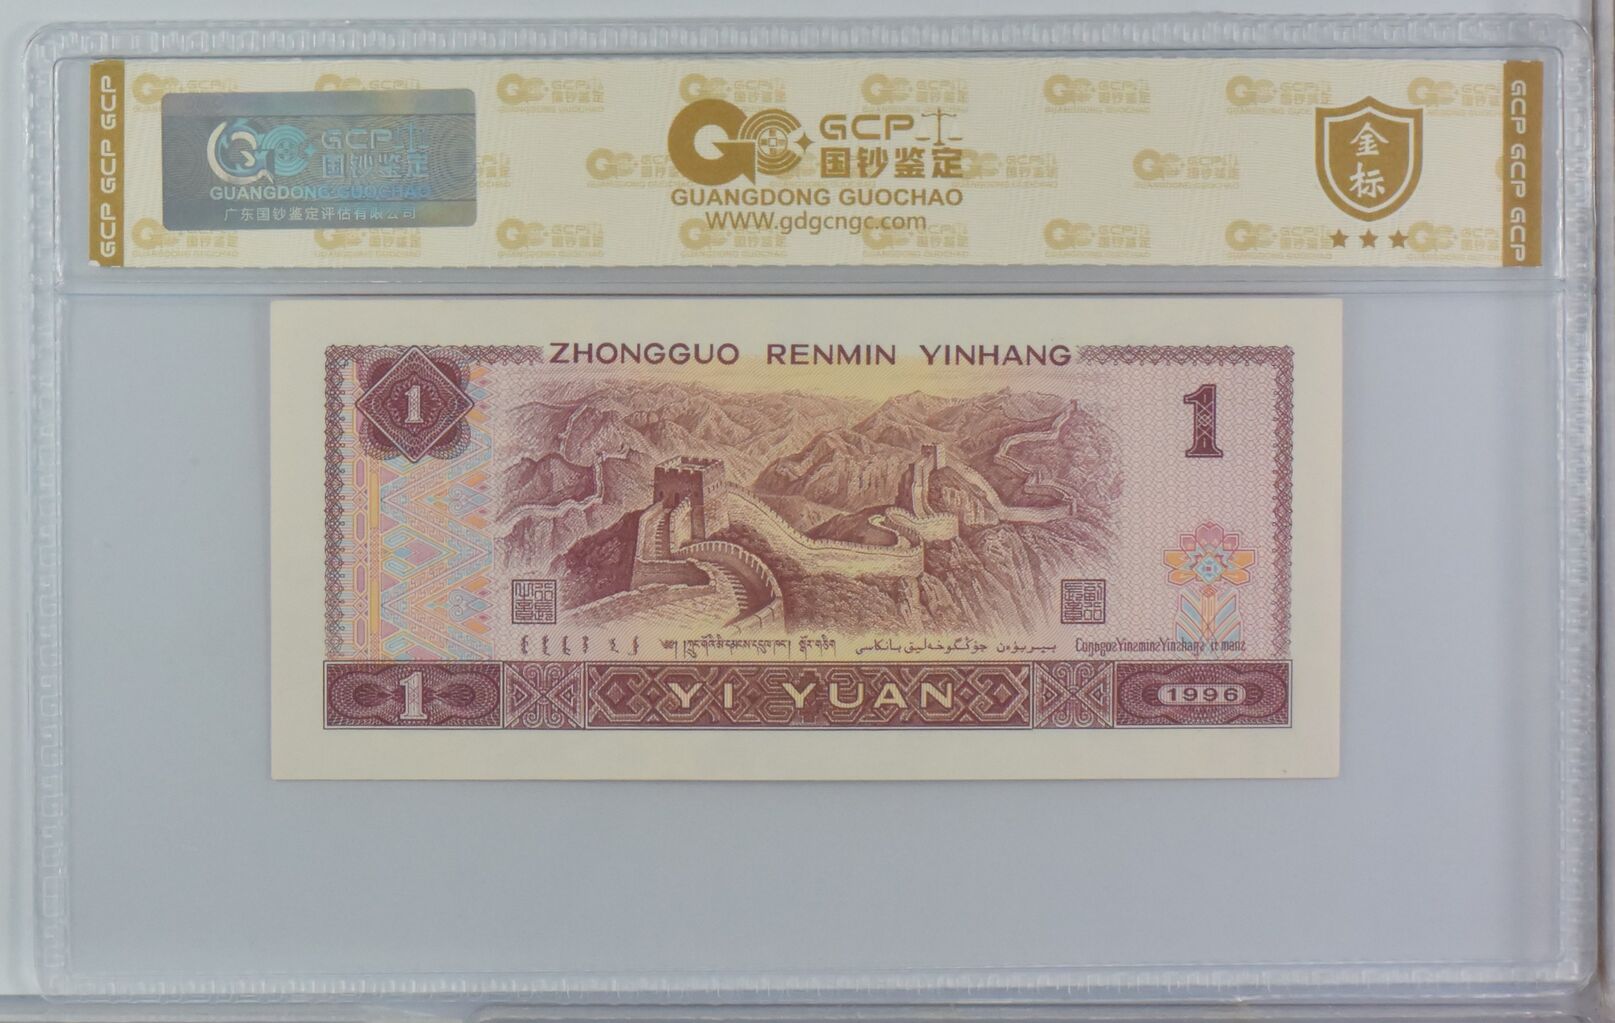 GCP GCP GCP
GCP
国钞鉴定
GUANGDONG GUOCHAO
广东国钞鉴定评估有限公司
GCP
国钞鉴定
GUANGDONG GUOCHAO
WWW.gdgcngc.com
金标
GCP GCP GCP
ZHONGGUO RENMIN YINHANG
1
1
1
YI YUAN
1996